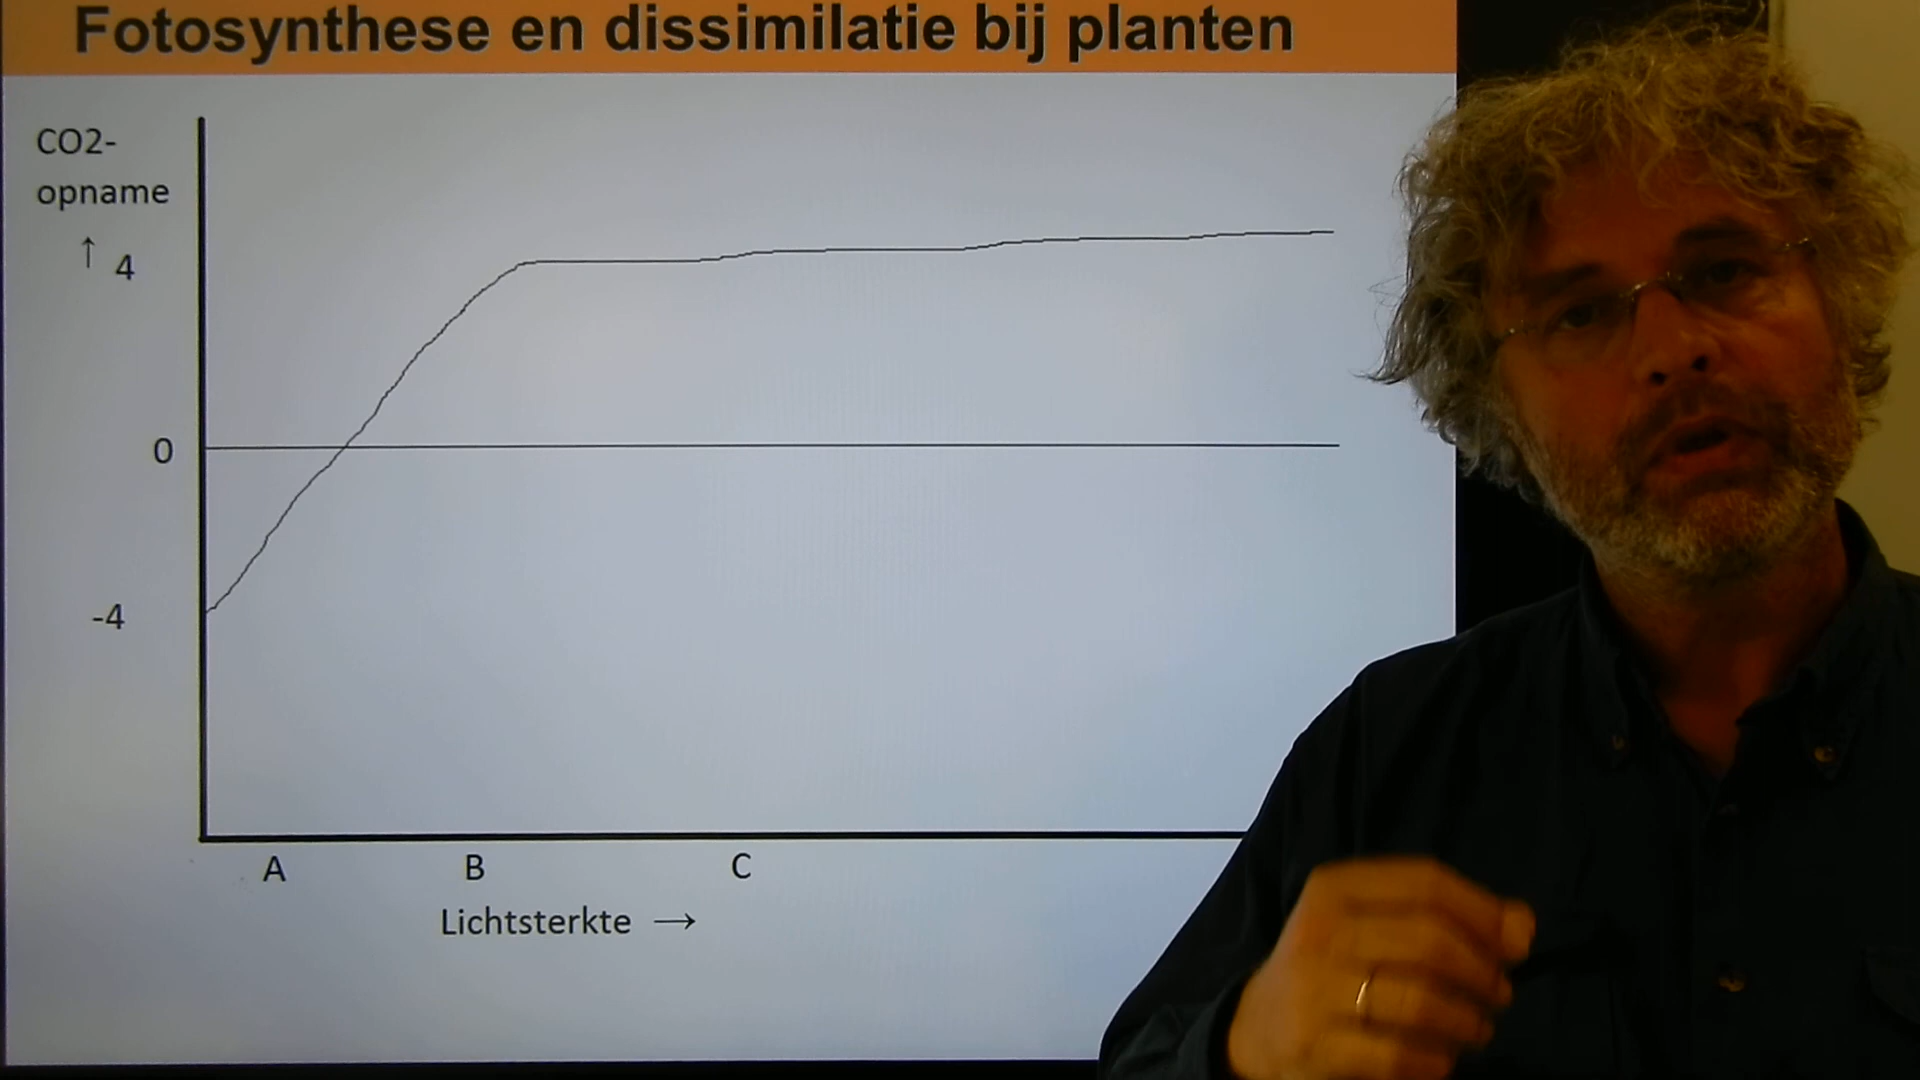 Fotosynthese en dissimilatie bij planten
CO2-
opname
↑ 4
0
-4
A B C
Lichtsterkte →